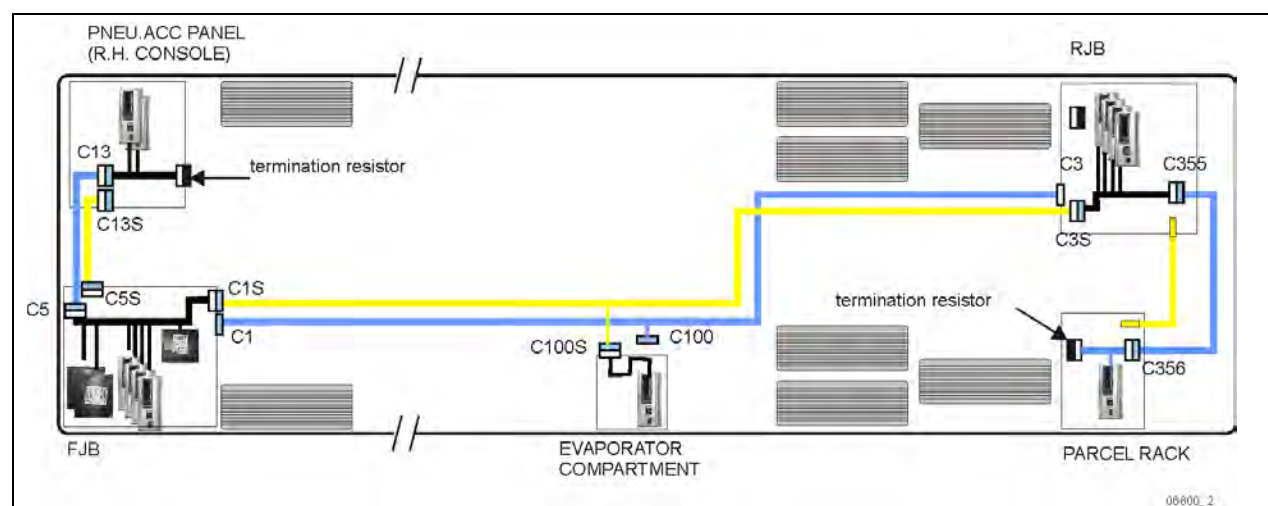 PNEU.ACC PANEL
(R.H. CONSOLE)
RJB
C13
termination resistor
C3
C355
C13S
C3S
C5
C5S
C1S
termination resistor
C1
C100S
C100
C356
FJB
EVAPORATOR
COMPARTMENT
PARCEL RACK
06800_2